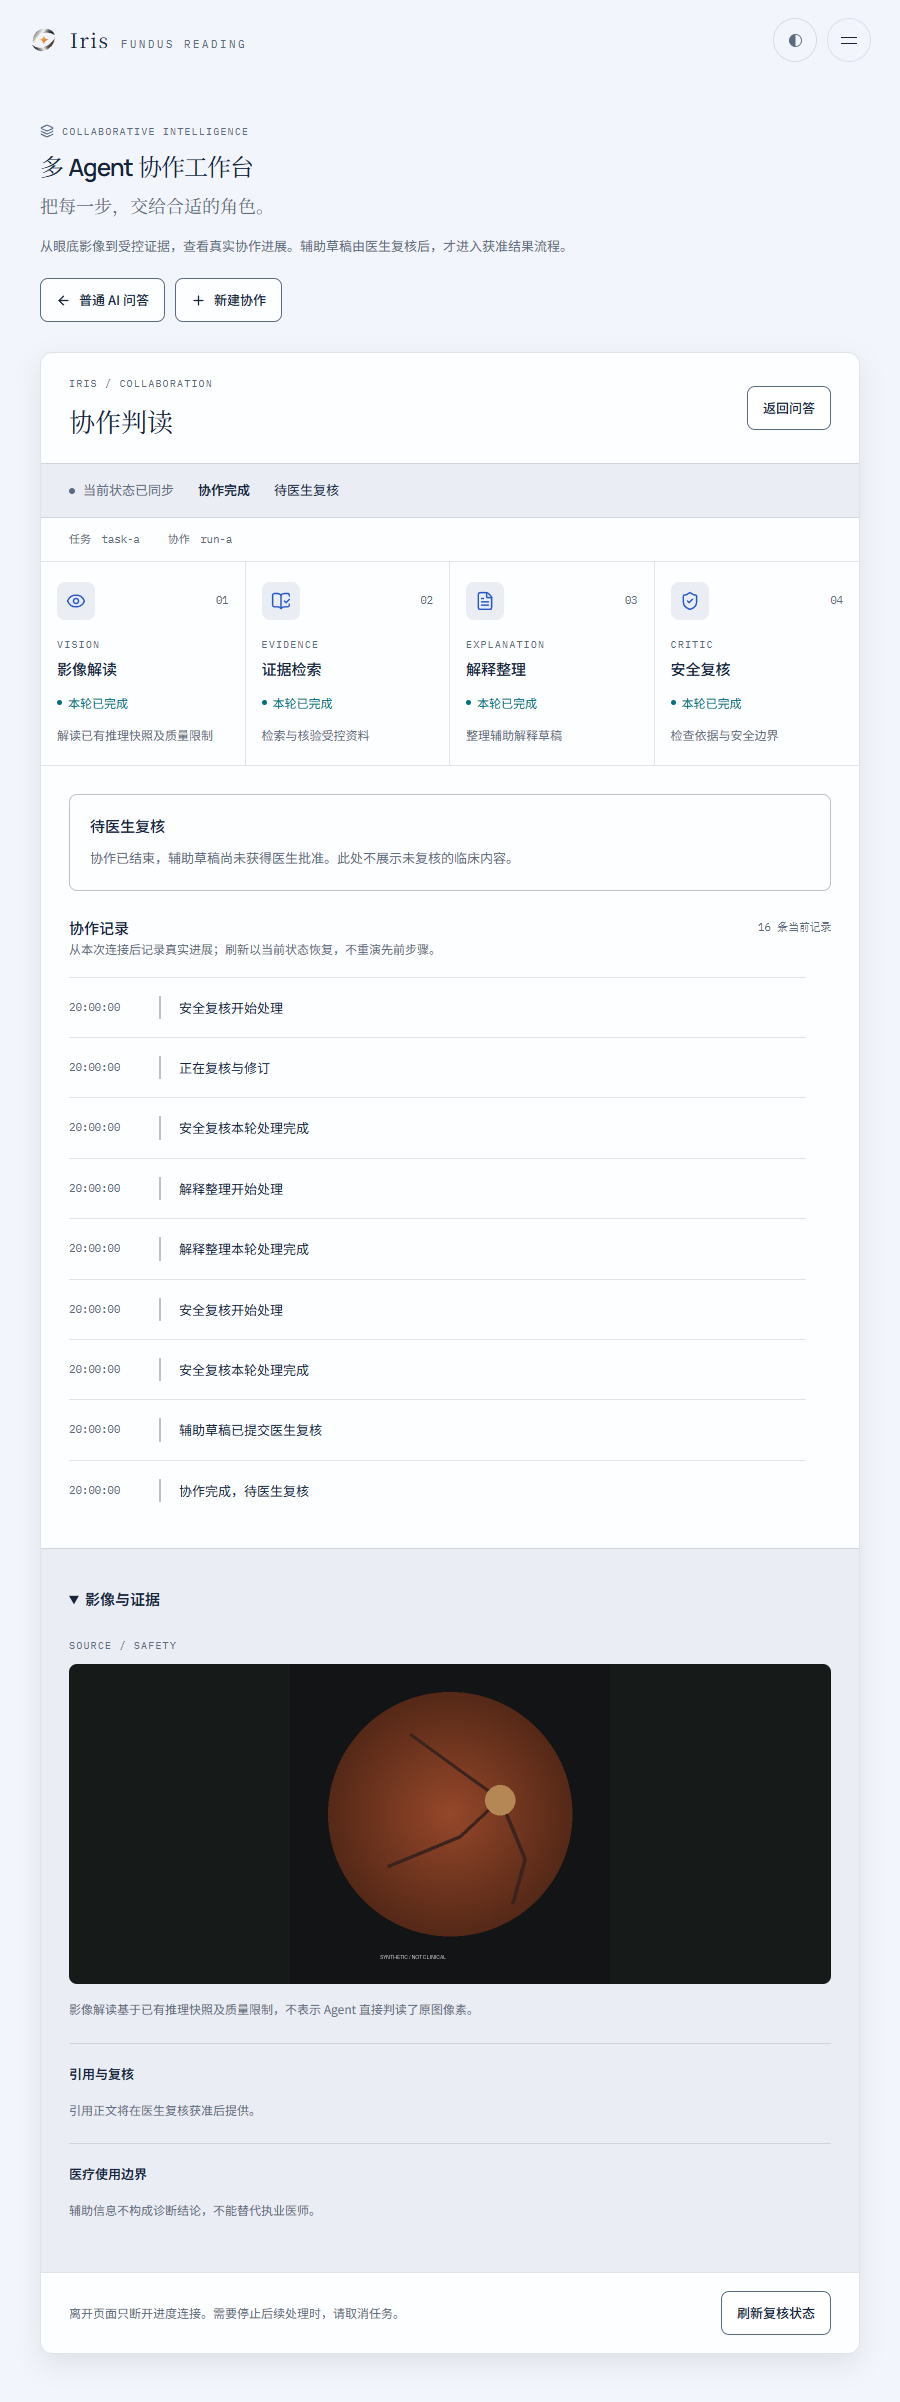 Iris FUNDUS READING
COLLABORATIVE INTELLIGENCE
多 Agent 协作工作台
把每一步，交给合适的角色。
从眼底影像到受控证据，查看真实协作进展。辅助草稿由医生复核后，才进入获准结果流程。
普通 AI 问答
新建协作
IRIS / COLLABORATION
协作判读
返回问答
当前状态已同步 协作完成 待医生复核
任务 task-a 协作 run-a
01
VISION
影像解读
本轮已完成
解读已有推理快照及质量限制
02
EVIDENCE
证据检索
本轮已完成
检索与核验受控资料
03
EXPLANATION
解释整理
本轮已完成
整理辅助解释草稿
04
CRITIC
安全复核
本轮已完成
检查依据与安全边界
待医生复核
协作已结束，辅助草稿尚未获得医生批准。此处不展示未复核的临床内容。
协作记录
16 条当前记录
从本次连接后记录真实进展；刷新以当前状态恢复，不重演先前步骤。
20:00:00 安全复核开始处理
20:00:00 正在复核与修订
20:00:00 安全复核本轮处理完成
20:00:00 解释整理开始处理
20:00:00 解释整理本轮处理完成
20:00:00 安全复核开始处理
20:00:00 安全复核本轮处理完成
20:00:00 辅助草稿已提交医生复核
20:00:00 协作完成，待医生复核
影像与证据
SOURCE / SAFETY
SYNTHETIC / NOT CLINICAL
影像解读基于已有推理快照及质量限制，不表示 Agent 直接判读了原图像素。
引用与复核
引用正文将在医生复核获准后提供。
医疗使用边界
辅助信息不构成诊断结论，不能替代执业医师。
离开页面只断开进度连接。需要停止后续处理时，请取消任务。
刷新复核状态